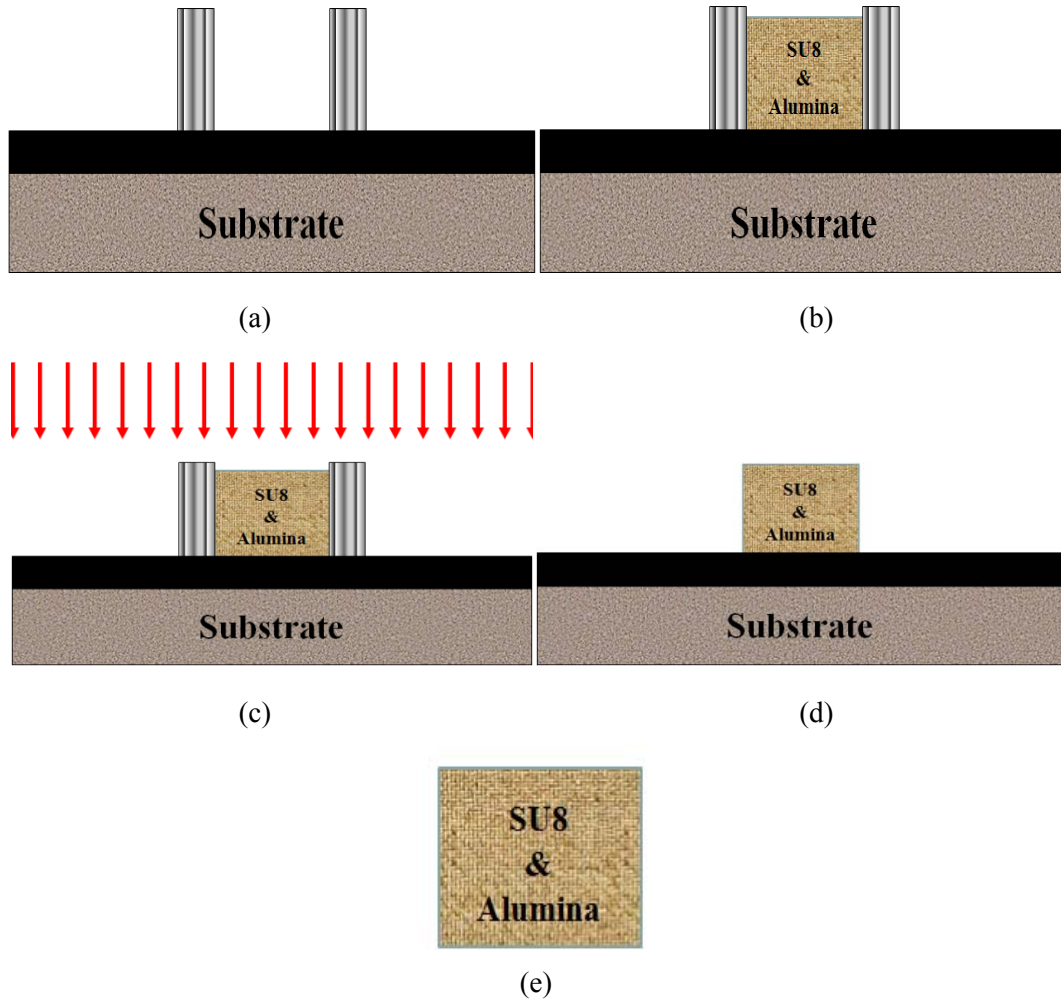 SU8
&
Alumina
Substrate
Substrate
(a)
(b)
SU8
&
Alumina
Substrate
(c)
SU8
&
Alumina
Substrate
(d)
SU8
&
Alumina
(e)